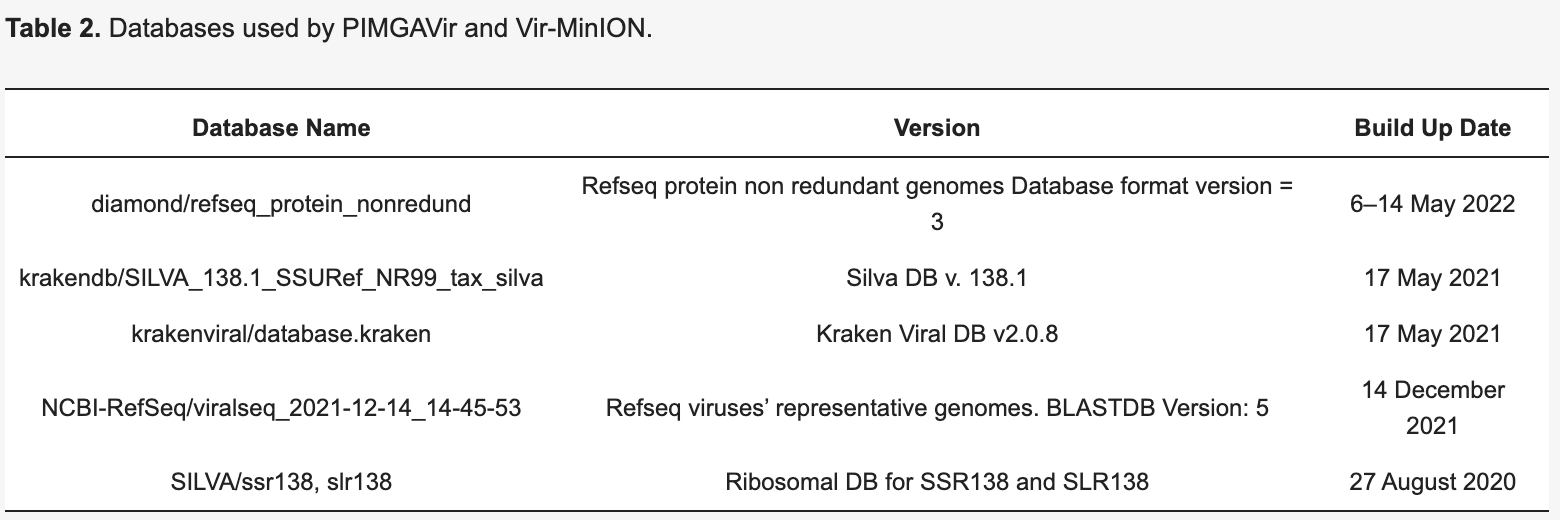 Table 2. Databases used by PIMGAVir and Vir-MinION.
Database Name Version Build Up Date
diamond/refseq_protein_nonredund Refseq protein non redundant genomes Database format version = 6–14 May 2022
3
krakendb/SILVA_138.1_SSURef_NR99_tax_silva Silva DB v. 138.1 17 May 2021
krakenviral/database.kraken Kraken Viral DB v2.0.8 17 May 2021
NCBI-RefSeq/viralseq_2021-12-14_14-45-53 Refseq viruses’ representative genomes. BLASTDB Version: 5 14 December
2021
SILVA/ssr138, slr138 Ribosomal DB for SSR138 and SLR138 27 August 2020